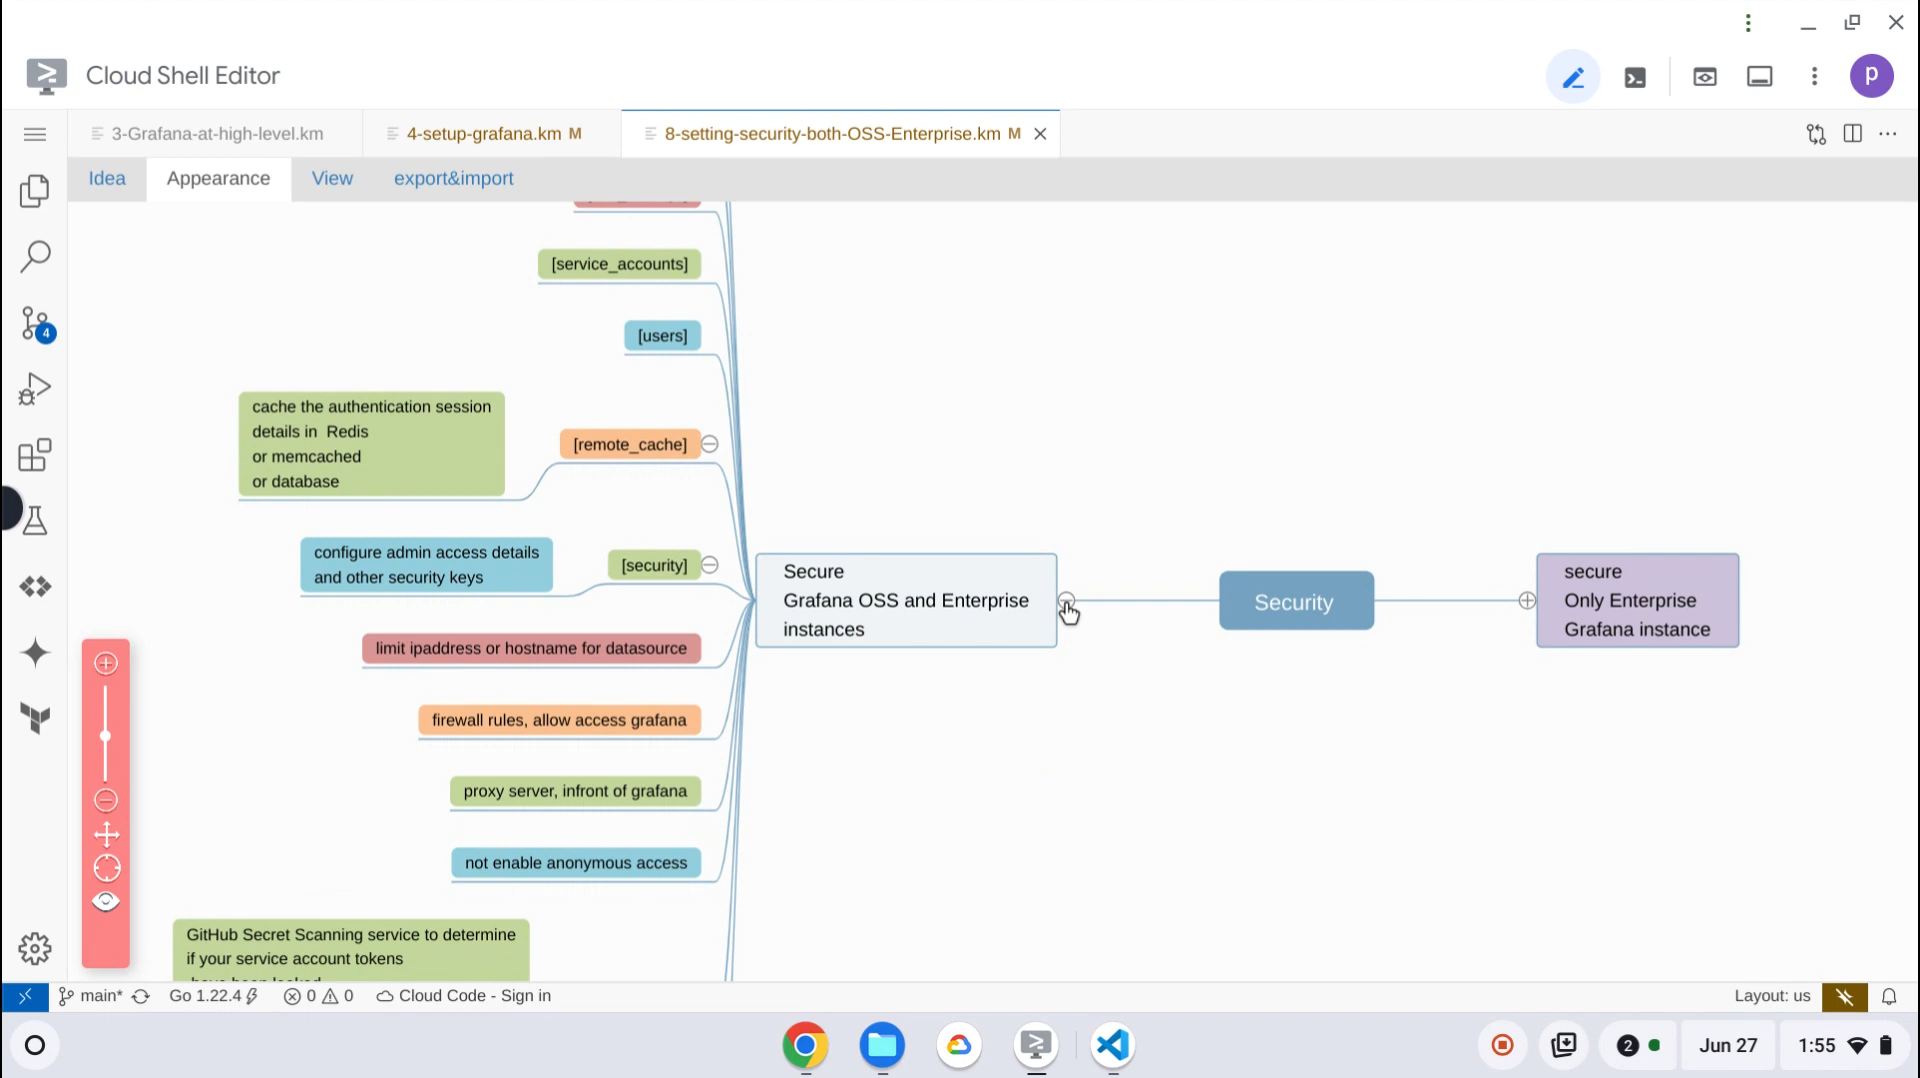 Cloud Shell Editor
p
3-Grafana-at-high-level.km
4-setup-grafana.km M
8-setting-security-both-OSS-Enterprise.km M
Idea
Appearance
View
export&import
[service_accounts]
[users]
4
cache the authentication session
details in Redis
or memcached
or database
[remote_cache]
configure admin access details
and other security keys
[security]
Secure
Grafana OSS and Enterprise
instances
Security
secure
Only Enterprise
Grafana instance
limit ipaddress or hostname for datasource
firewall rules, allow access grafana
proxy server, infront of grafana
not enable anonymous access
GitHub Secret Scanning service to determine
if your service account tokens
main*
Go 1.22.4
0
0
Cloud Code - Sign in
Layout: us
2
Jun 27
1:55